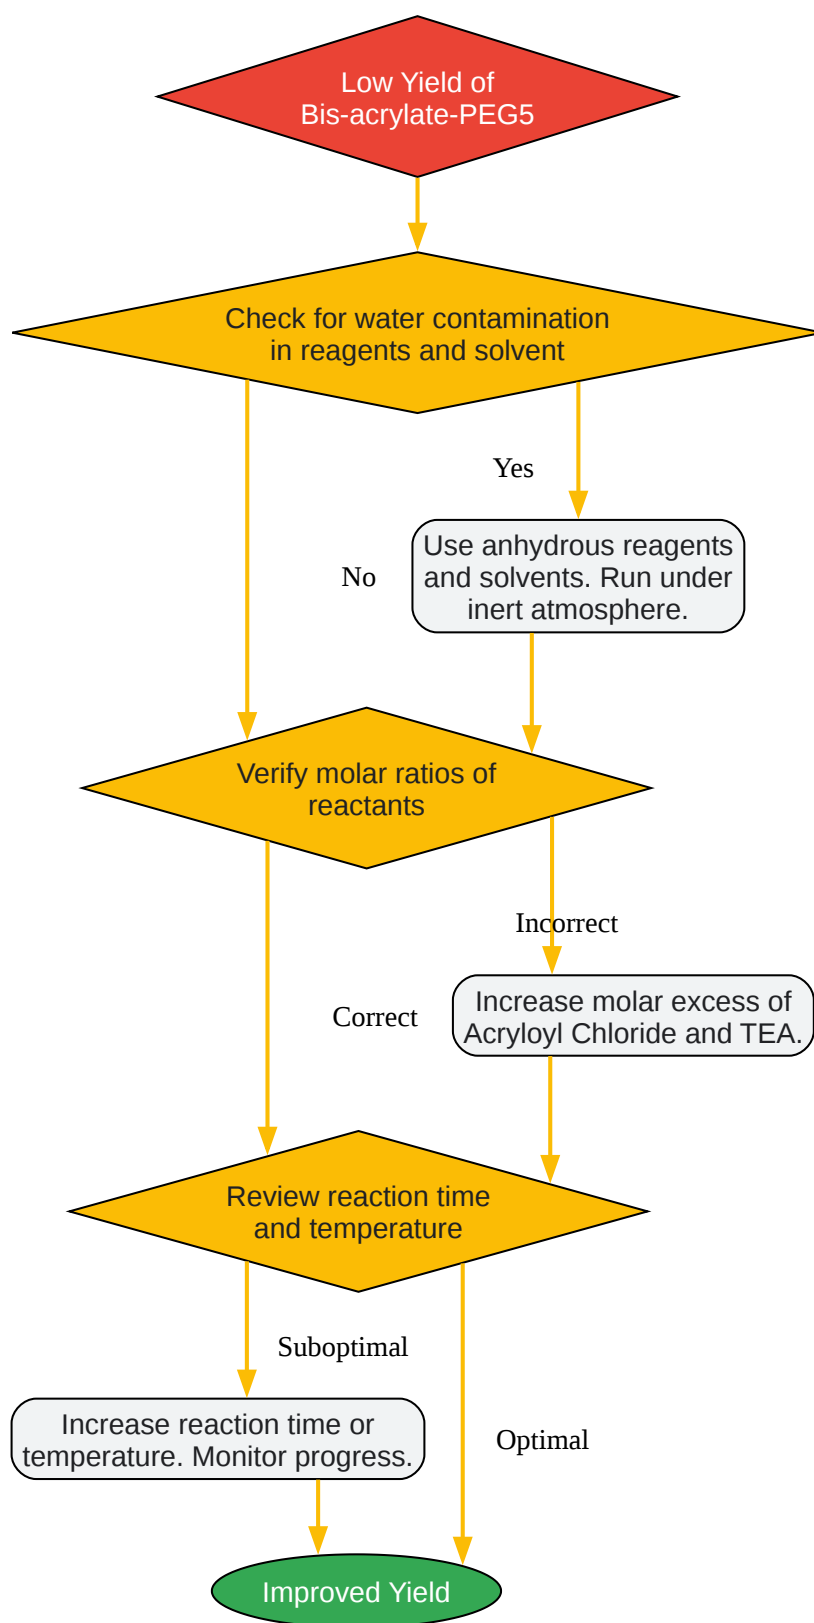 Low Yield of
Bis-acrylate-PEG5
Check for water contamination
in reagents and solvent
Yes
Use anhydrous reagents
and solvents. Run under
inert atmosphere.
No
Verify molar ratios of
reactants
Incorrect
Increase molar excess of
Acryloyl Chloride and TEA.
Correct
Review reaction time
and temperature
Suboptimal
Increase reaction time or
temperature. Monitor progress.
Optimal
Improved Yield